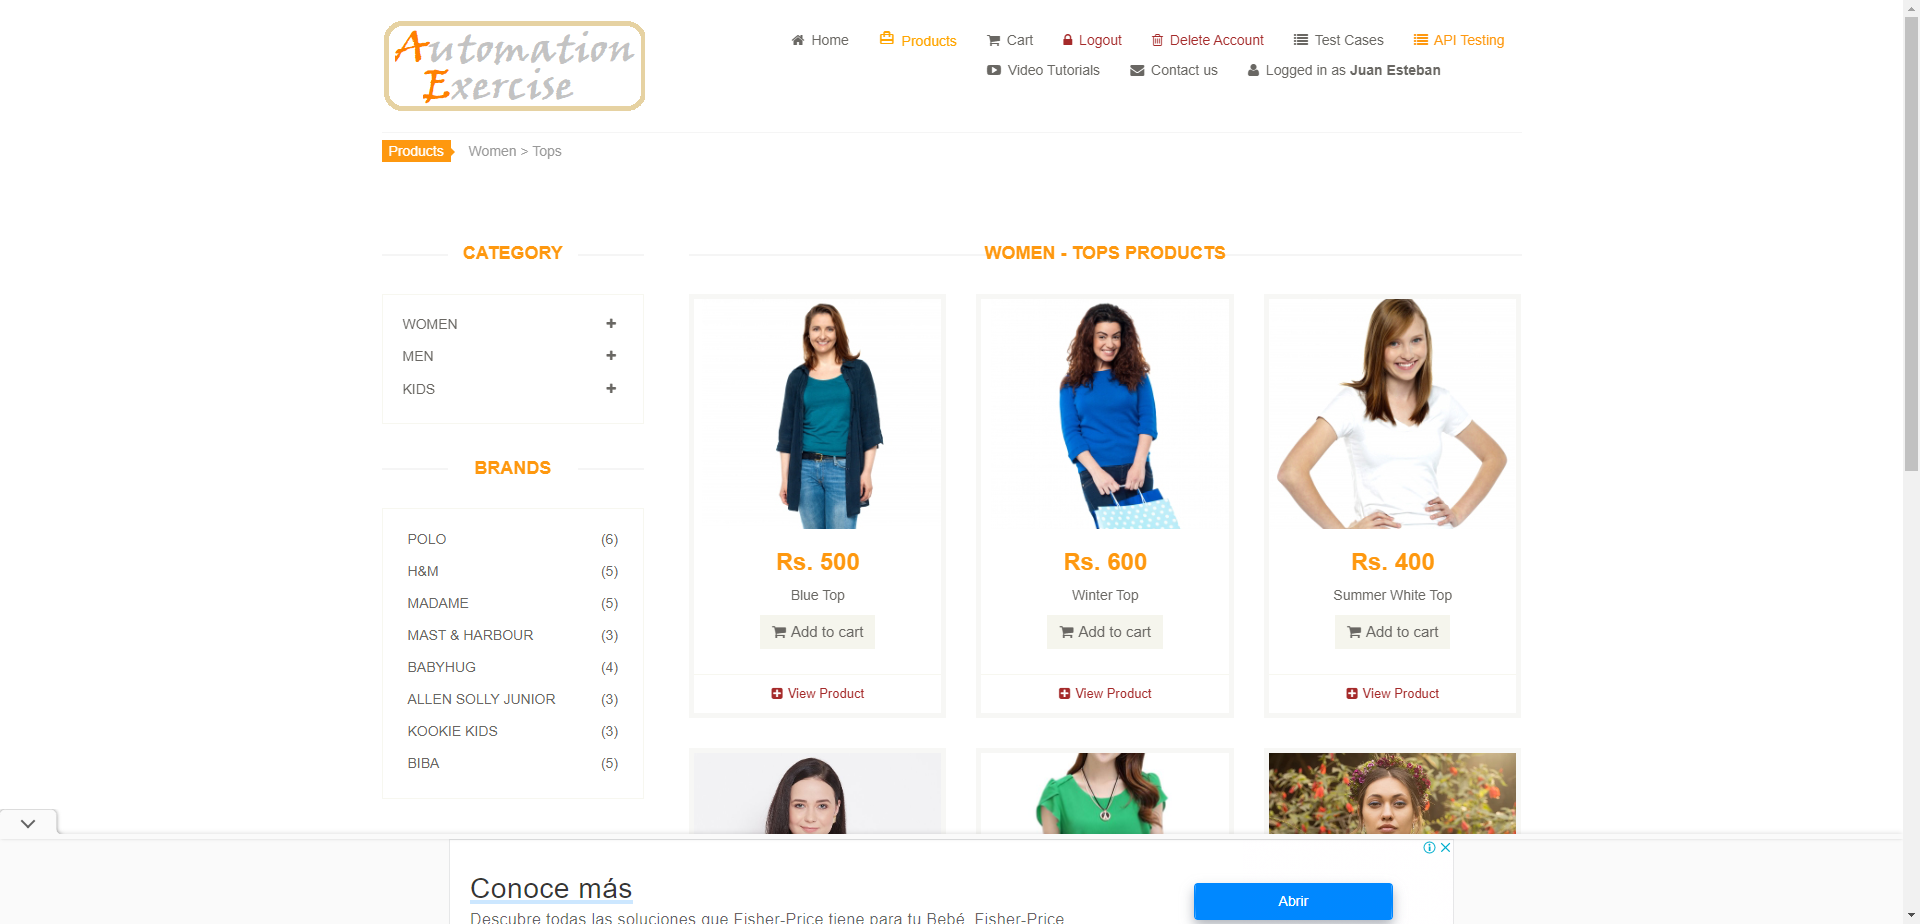 Automation
Exercise
Home
Products
Cart
Logout
Delete Account
Test Cases
API Testing
Video Tutorials
Contact us
Logged in as Juan Esteban
Products
Women > Tops
CATEGORY
WOMEN
MEN
KIDS
BRANDS
POLO (6)
H&M (5)
MADAME (5)
MAST & HARBOUR (3)
BABYHUG (4)
ALLEN SOLLY JUNIOR (3)
KOOKIE KIDS (3)
BIBA (5)
WOMEN - TOPS PRODUCTS
Rs. 500
Blue Top
Add to cart
View Product
Rs. 600
Winter Top
Add to cart
View Product
Rs. 400
Summer White Top
Add to cart
View Product
Conoce más
Descubre todas las soluciones que Fisher-Price tiene para tu Bebé. Fisher-Price
Abrir